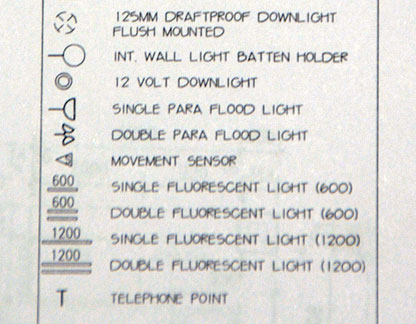 125MM DRAFTPROOF DOWNLIGHT
FLUSH MOUNTED
INT. WALL LIGHT BATTEN HOLDER
12 VOLT DOWNLIGHT
SINGLE PARA FLOOD LIGHT
DOUBLE PARA FLOOD LIGHT
MOVEMENT SENSOR
600 SINGLE FLUORESCENT LIGHT (600)
600 DOUBLE FLUORESCENT LIGHT (600)
1200 SINGLE FLUORESCENT LIGHT (1200)
1200 DOUBLE FLUORESCENT LIGHT (1200)
T TELEPHONE POINT